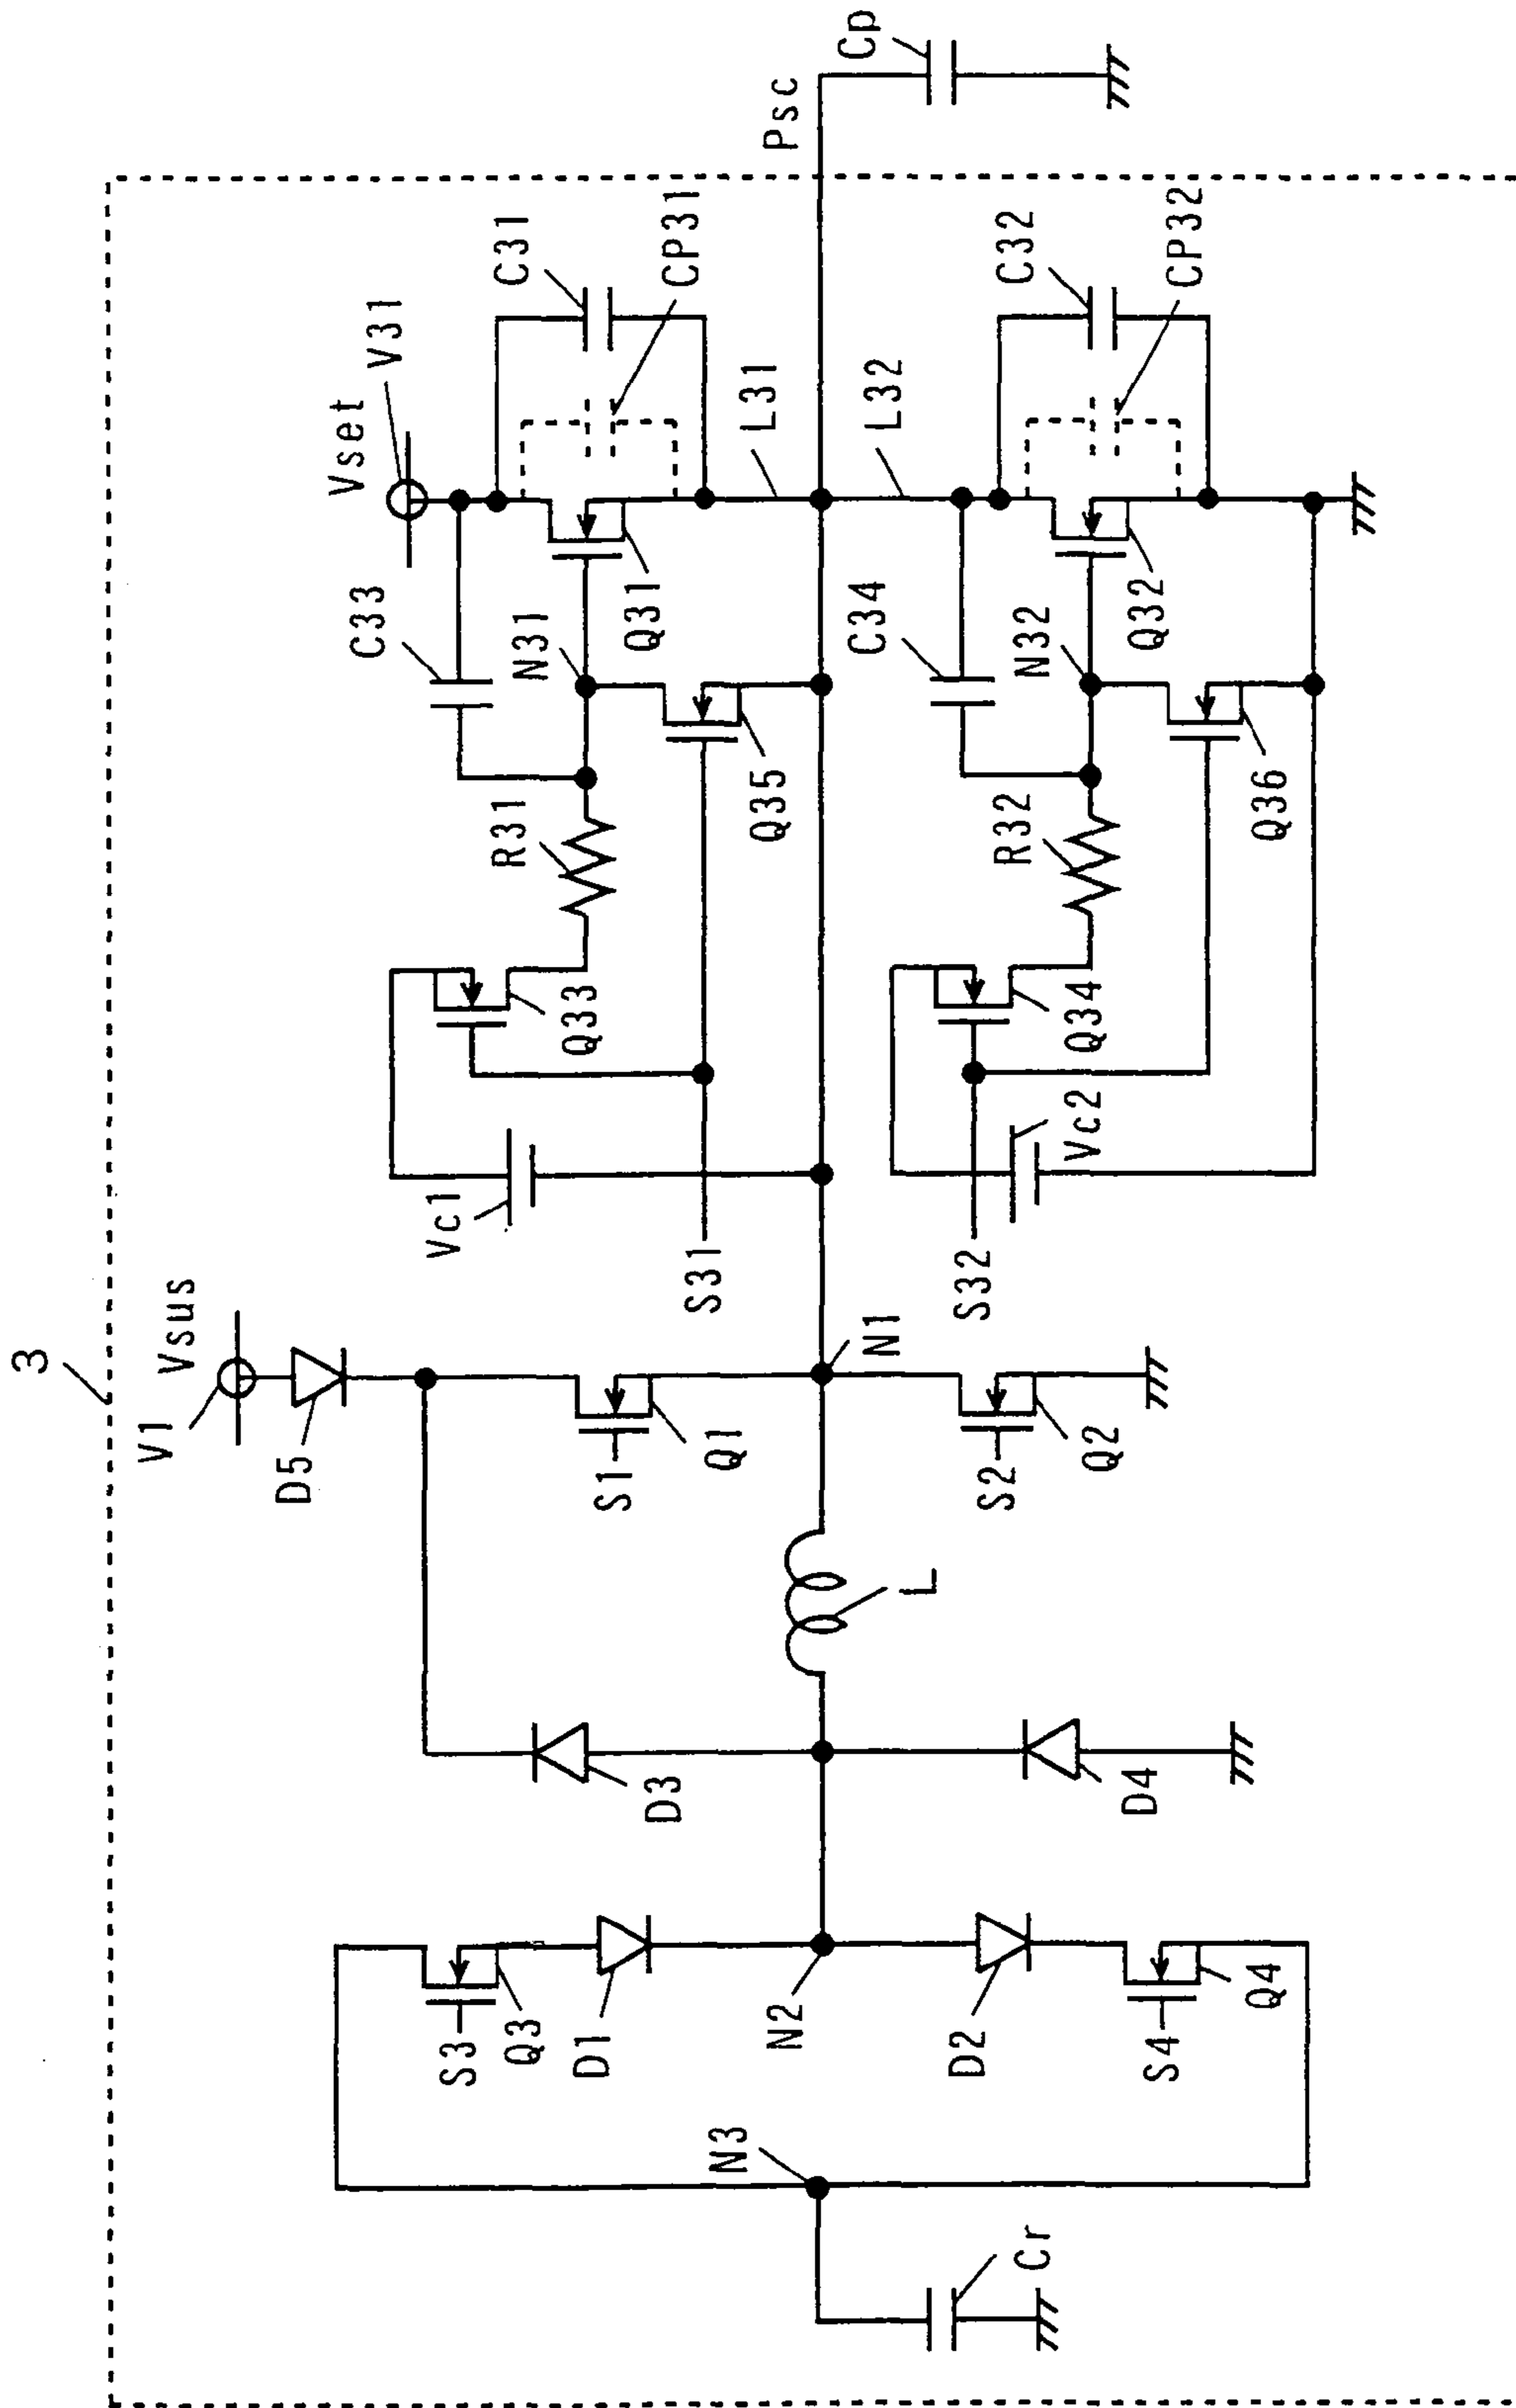 3
V1
Vsus
D5
Vset
V31
C33
C31
CP31
N31
Q31
R31
Q33
Q35
Vc1
S31
L31
Psc
Cp
S3
Q3
D1
N2
N3
Cr
D2
S4
Q4
D3
D4
L
S1
Q1
N1
S2
Q2
L32
C34
C32
CP32
N32
Q32
R32
Q34
Q36
Vc2
S32